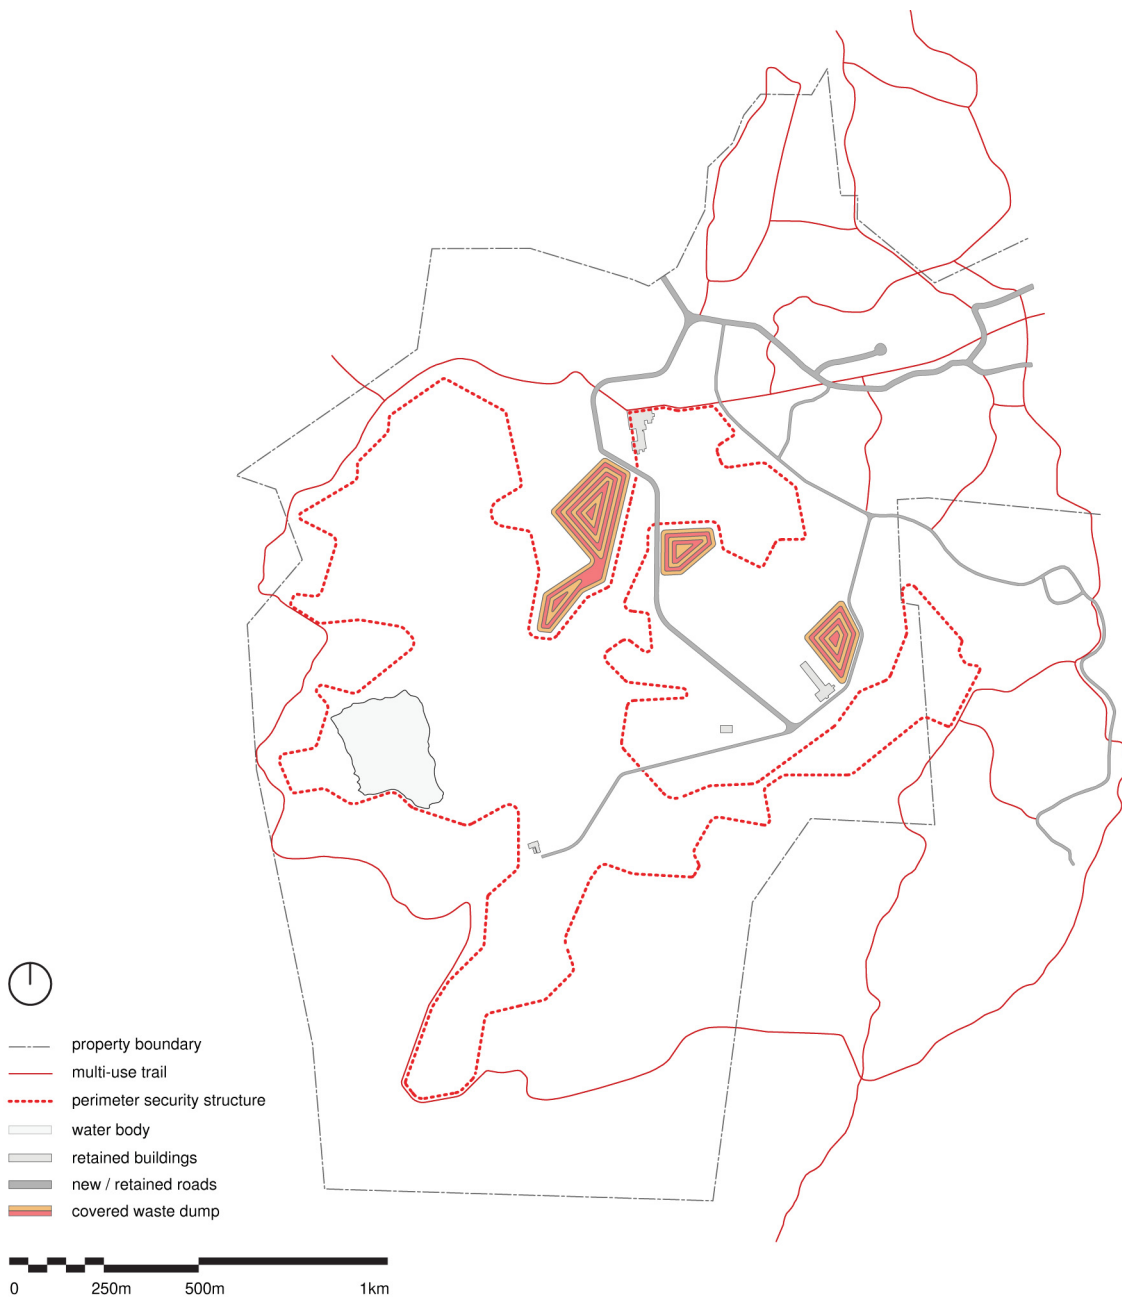 property boundary
multi-use trail
perimeter security structure
water body
retained buildings
new / retained roads
covered waste dump
0 250m 500m 1km